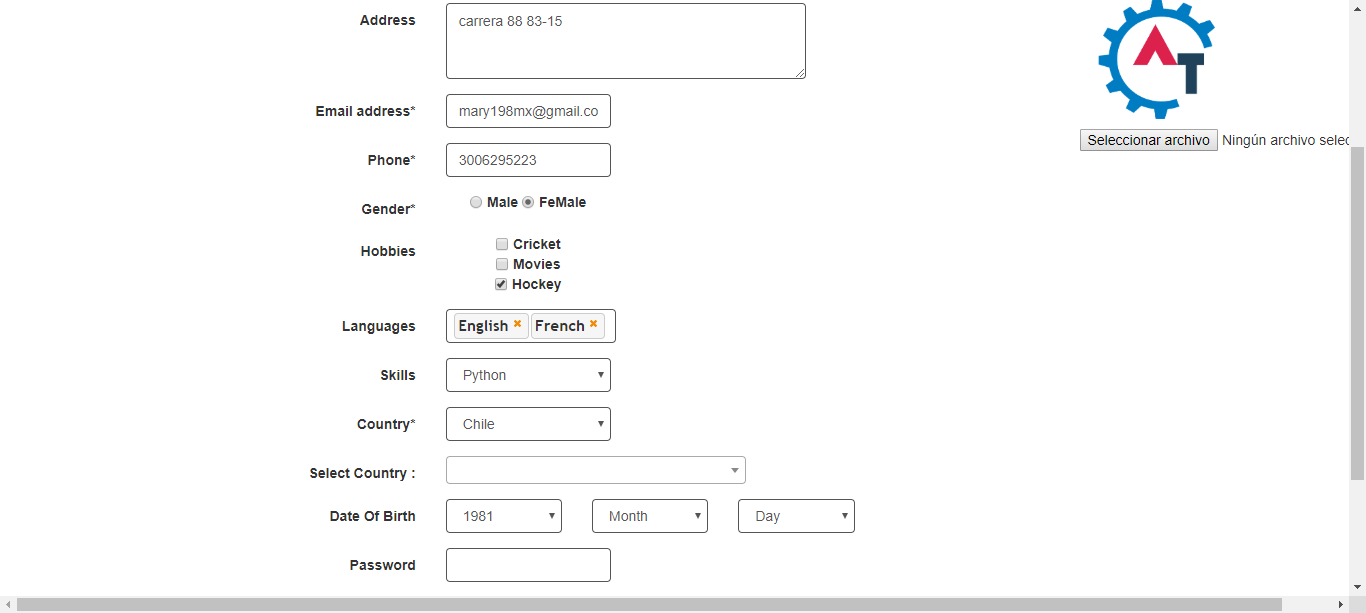 Address carrera 88 83-15
Email address* mary198mx@gmail.co
Seleccionar archivo Ningún archivo selec
Phone* 3006295223
Gender* Male FeMale
Hobbies Cricket
Movies
Hockey
Languages English French
Skills Python
Country* Chile
Select Country :
Date Of Birth 1981 Month Day
Password